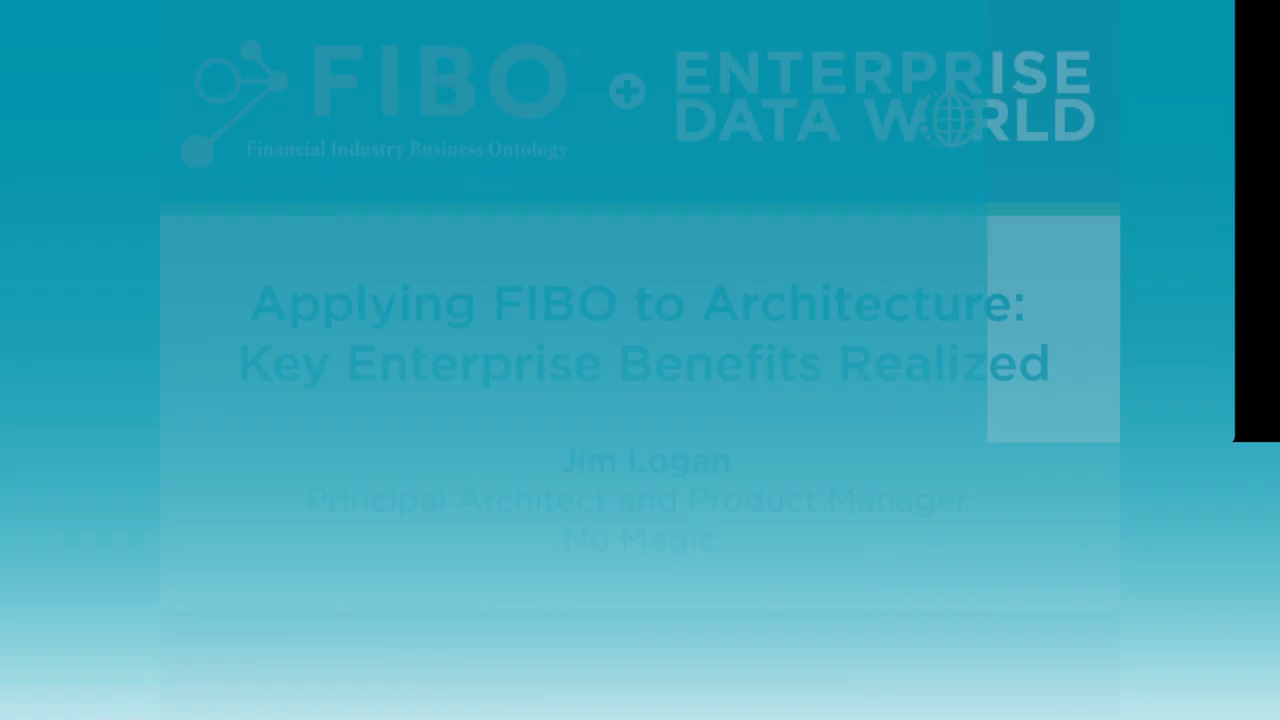 FIBO
Financial Industry Business Ontology
ENTERPRISE
DATA WORLD
Applying FIBO to Architecture:
Key Enterprise Benefits Realized
Jim Logan
Principal Architect and Product Manager
No Magic